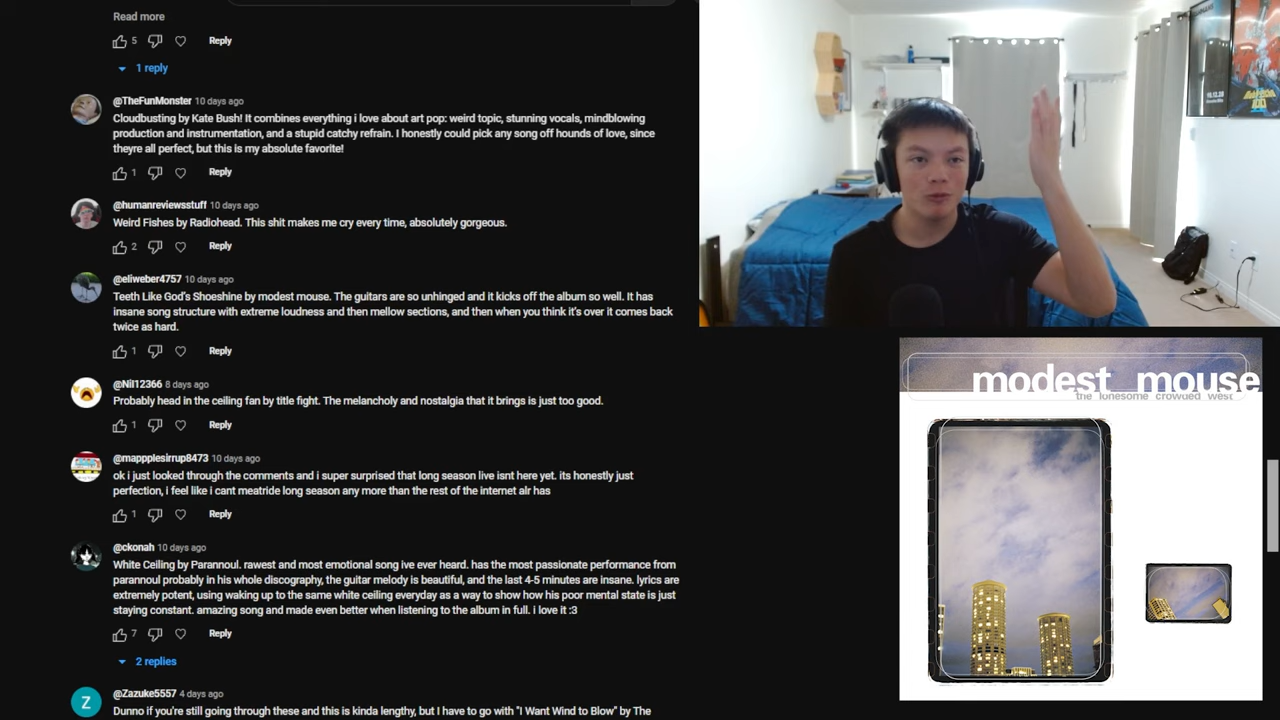 Read more
5 Reply
1 reply
@TheFunMonster 10 days ago
Cloudbusting by Kate Bush! It combines everything i love about art pop: weird topic, stunning vocals, mindblowing
production and instrumentation, and a stupid catchy refrain. I honestly could pick any song off hounds of love, since
theyre all perfect, but this is my absolute favorite!
1 Reply
@humanreviewsstuff 10 days ago
Weird Fishes by Radiohead. This shit makes me cry every time, absolutely gorgeous.
2 Reply
@eliweber4757 10 days ago
Teeth Like God's Shoeshine by modest mouse. The guitars are so unhinged and it kicks off the album so well. It has
insane song structure with extreme loudness and then mellow sections, and then when you think it's over it comes back
twice as hard.
1 Reply
@Nil12366 8 days ago
Probably head in the ceiling fan by title fight. The melancholy and nostalgia that it brings is just too good.
1 Reply
@mappplesirrup8473 10 days ago
ok i just looked through the comments and i super surprised that long season live isnt here yet. its honestly just
perfection, i feel like i cant meatride long season any more than the rest of the internet alr has
1 Reply
@ckonah 10 days ago
White Ceiling by Parannoul. rawest and most emotional song ive ever heard. has the most passionate performance from
parannoul probably in his whole discography, the guitar melody is beautiful, and the last 4-5 minutes are insane. lyrics are
extremely potent, using waking up to the same white ceiling everyday as a way to show how his poor mental state is just
staying constant. amazing song and made even better when listening to the album in full. i love it :3
7 Reply
2 replies
Z
@Zazuke5557 4 days ago
Dunno if you're still going through these and this is kinda lengthy, but I have to go with "I Want Wind to Blow" by The
modest mouse
the lonesome crowded west